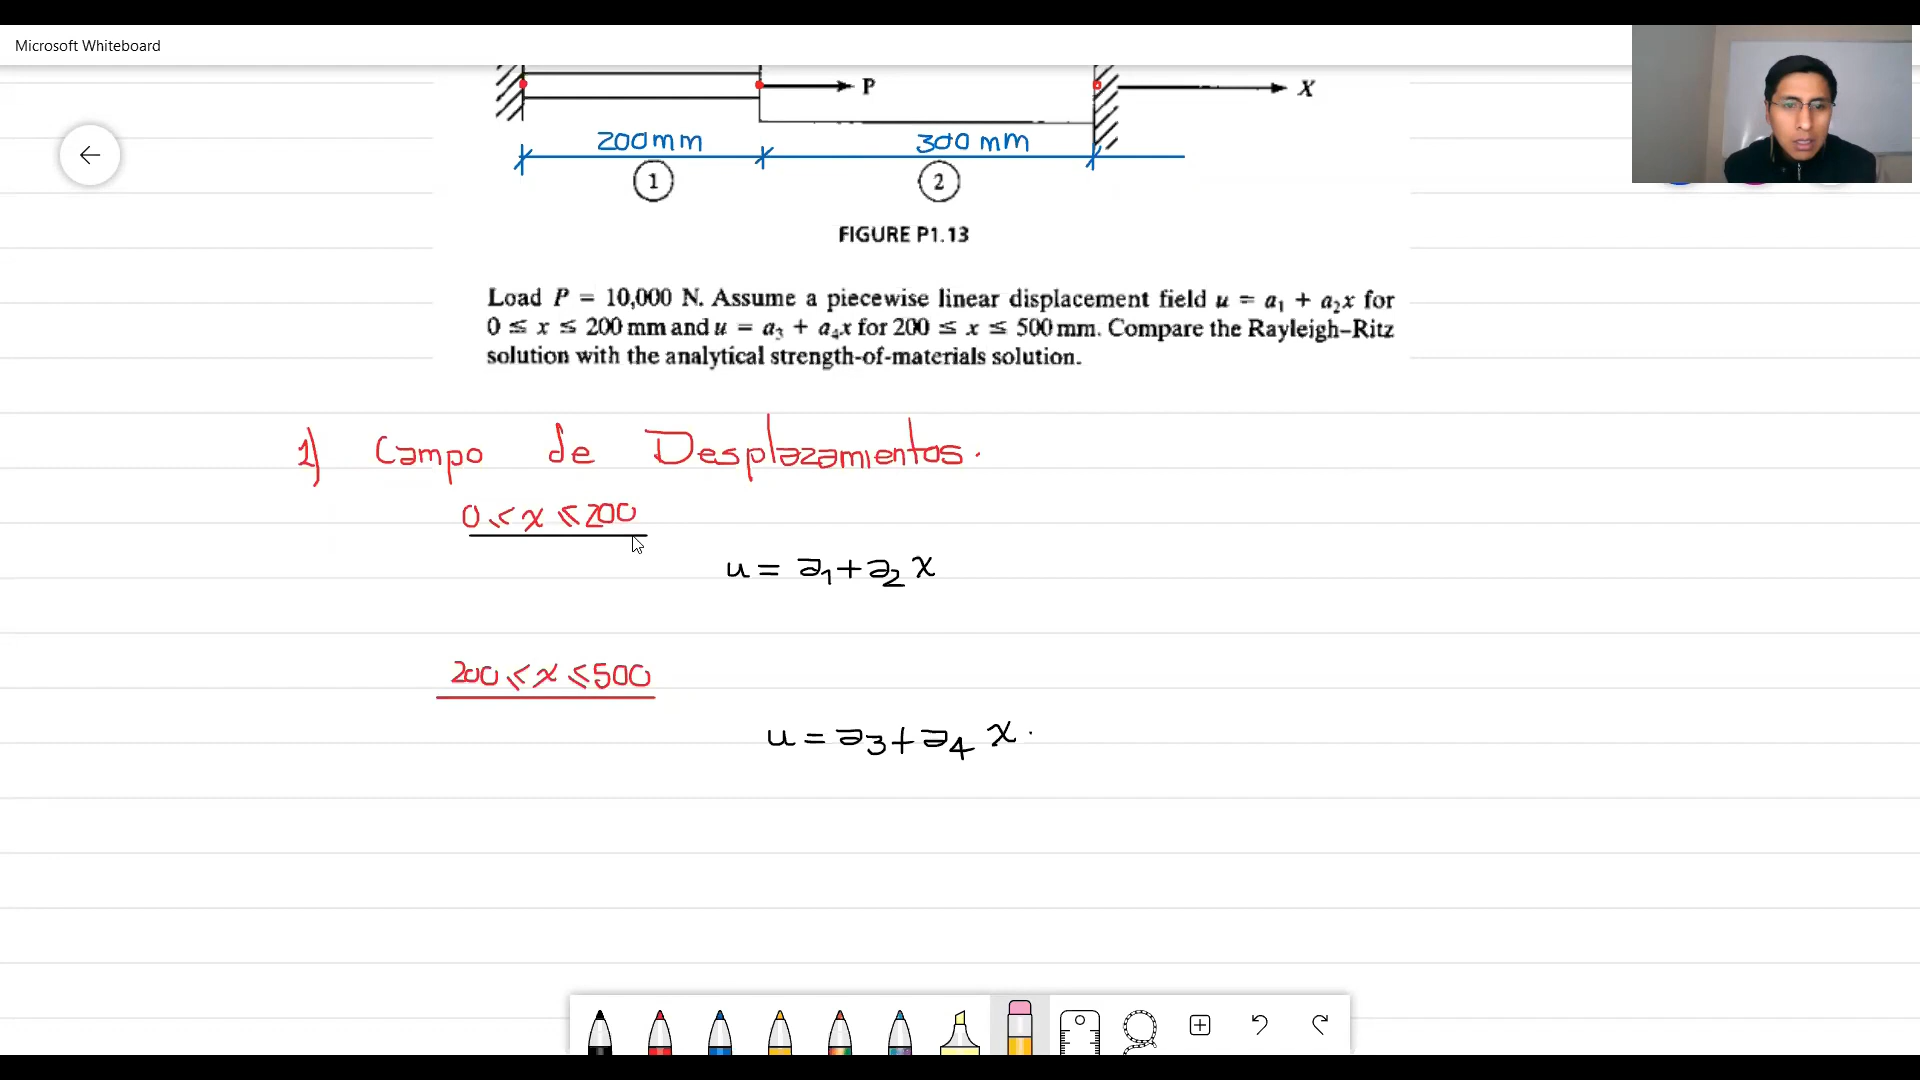 Microsoft Whiteboard
P
X
200mm
300 mm
1
2
FIGURE P1.13
Load P = 10,000 N. Assume a piecewise linear displacement field u = a₁ + a₂x for
0 ≤ x ≤ 200 mm and u = a₃ + a₄x for 200 ≤ x ≤ 500 mm. Compare the Rayleigh–Ritz
solution with the analytical strength-of-materials solution.
1) Campo de Desplazamientos.
0 ≤ x ≤ 200
u = a₁ + a₂ x
200 ≤ x ≤ 500
u = a₃ + a₄ x .